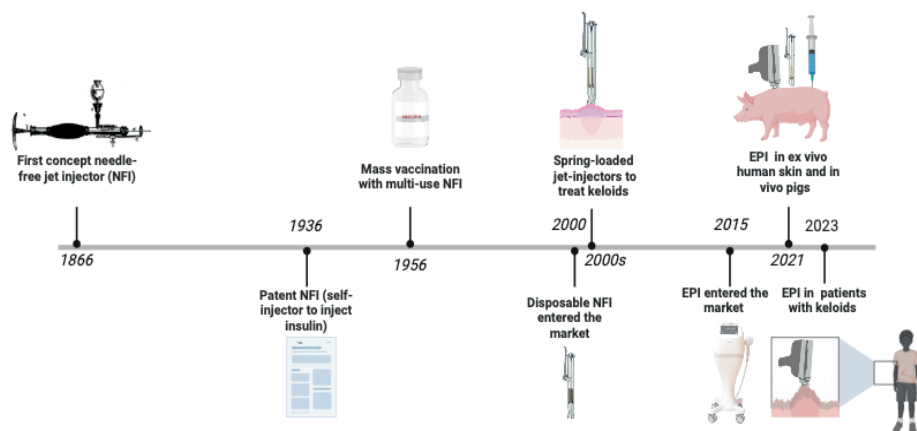 First concept needle-
free jet injector (NFI)
1866
1936
Patent NFI (self-
injector to inject
insulin)
Title
VACCINE
Mass vaccination
with multi-use NFI
1956
Spring-loaded
jet-injectors to
treat keloids
2000
2000s
Disposable NFI
entered the
market
2015
EPI entered the
market
EPI in ex vivo
human skin and in
vivo pigs
2021
2023
EPI in patients
with keloids